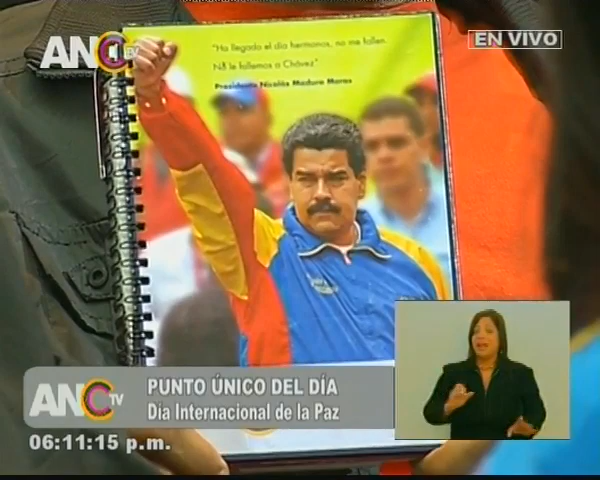 ANC TV
EN VIVO
"Ha llegado el día hermanos, no me fallen.
No le fallemos a Chávez"
Presidente Nicolás Maduro Moros
ANC TV
PUNTO ÚNICO DEL DÍA
Día Internacional de la Paz
06:11:15 p.m.